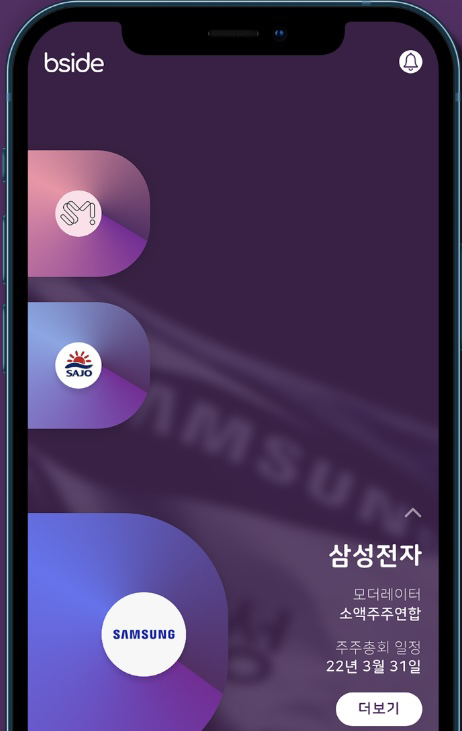 bside
SM!
SAJO
SAMSUNG
삼성전자
모더레이터
소액주주연합
주주총회 일정
22년 3월 31일
더보기